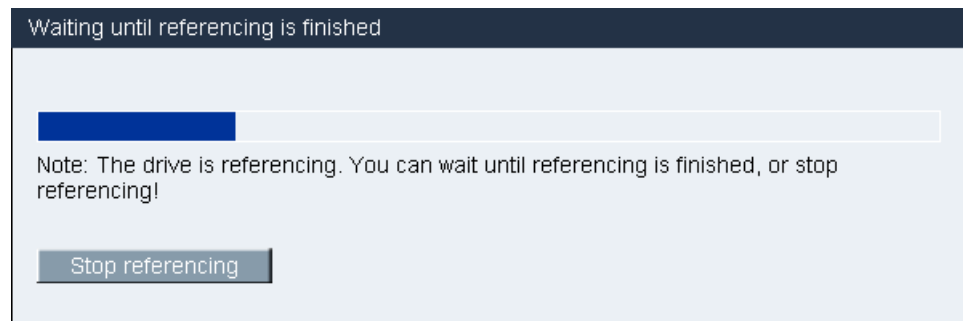 Waiting until referencing is finished
Note: The drive is referencing. You can wait until referencing is finished, or stop
referencing!
Stop referencing